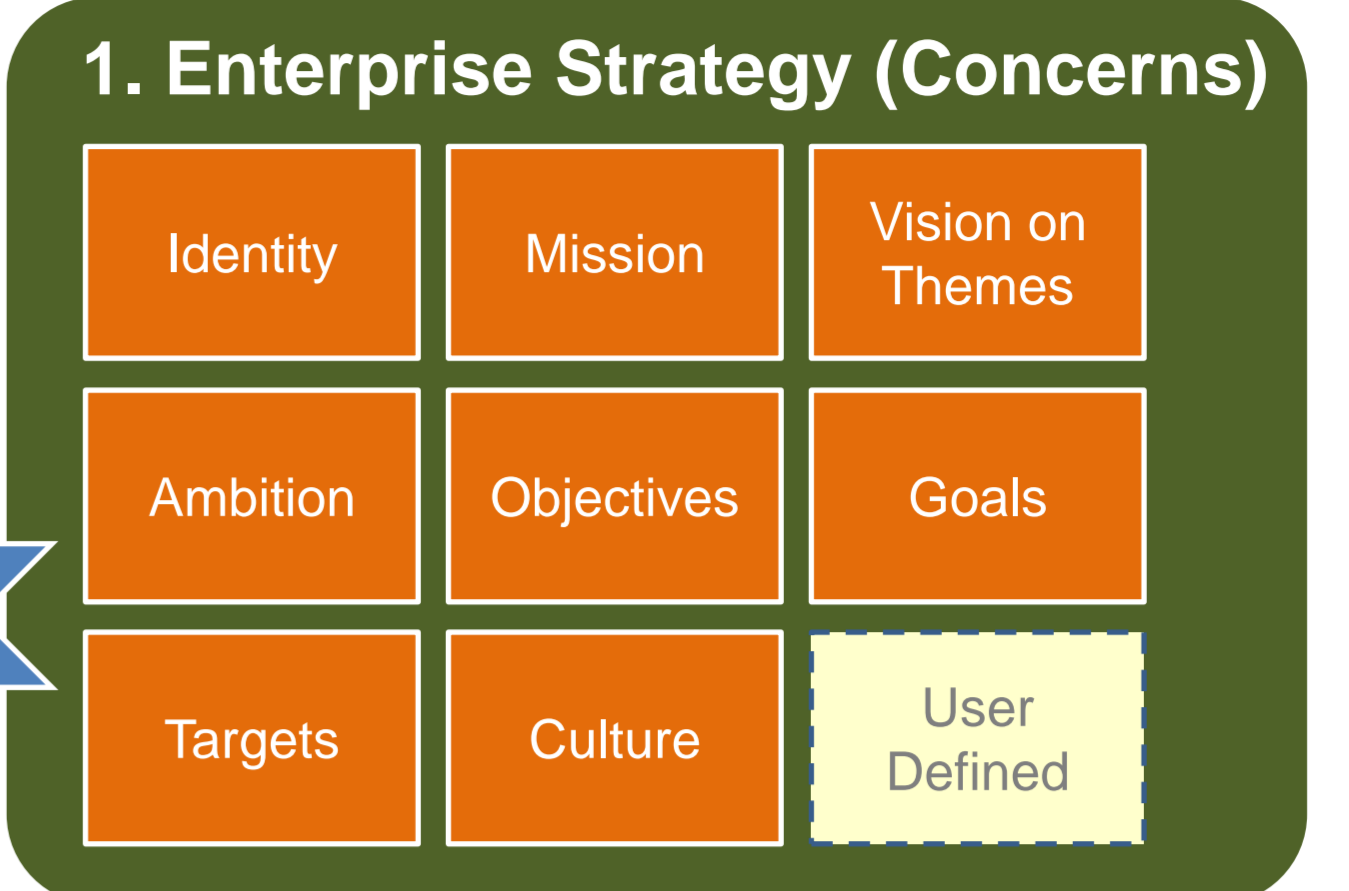 1. Enterprise Strategy (Concerns)
Identity
Mission
Vision on
Themes
Ambition
Objectives
Goals
Targets
Culture
User
Defined